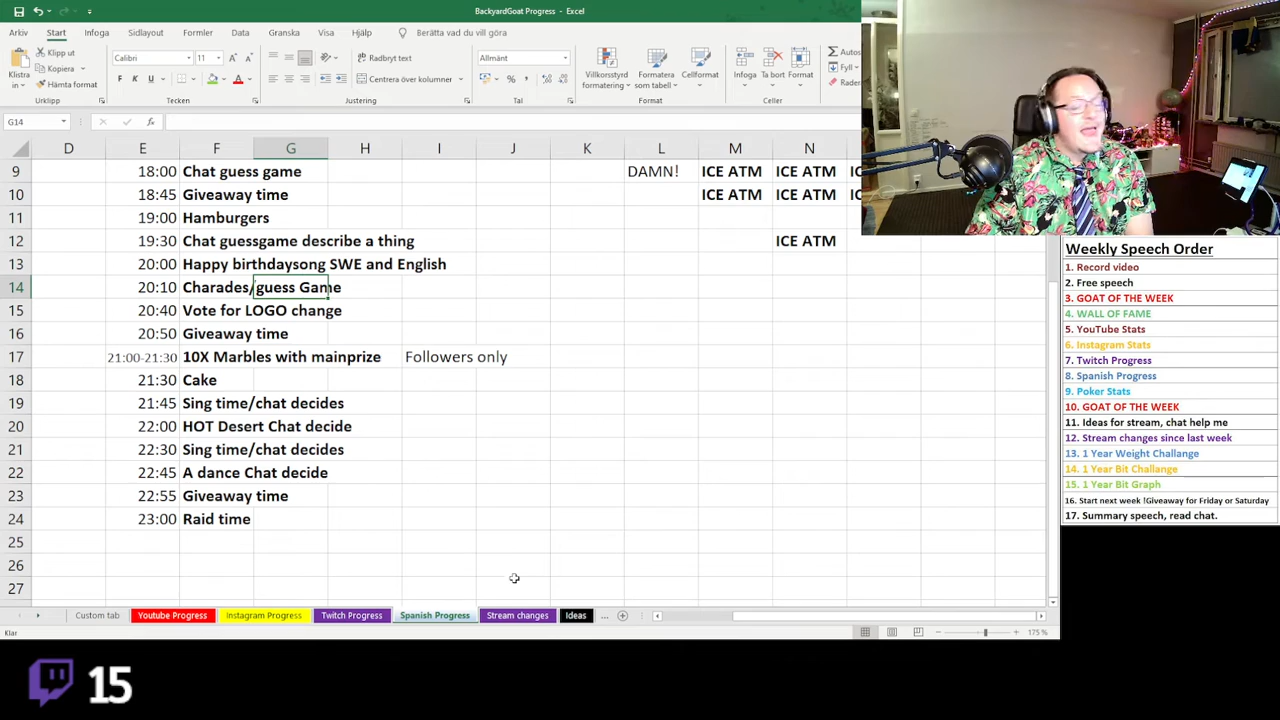 BackyardGoat Progress - Excel
Arkiv Start Infoga Sidlayout Formler Data Granska Visa Hjälp Berätta vad du vill göra
Klistra in
Klipp ut
Kopiera
Hämta format
Urklipp
Calibri 11
F K U
Tecken
Radbryt text
Centrera över kolumner
Justering
Allmänt
Tal
Villkorsstyrd formatering
Formatera som tabell
Cellformat
Format
Infoga Ta bort Format
Celler
Autos
Fyll
Rader
G14
D E F G H I J K L M N
9 18:00 Chat guess game DAMN! ICE ATM ICE ATM IC
10 18:45 Giveaway time ICE ATM ICE ATM IC
11 19:00 Hamburgers
12 19:30 Chat guessgame describe a thing ICE ATM
13 20:00 Happy birthdaysong SWE and English
14 20:10 Charades/guess Game
15 20:40 Vote for LOGO change
16 20:50 Giveaway time
17 21:00-21:30 10X Marbles with mainprize Followers only
18 21:30 Cake
19 21:45 Sing time/chat decides
20 22:00 HOT Desert Chat decide
21 22:30 Sing time/chat decides
22 22:45 A dance Chat decide
23 22:55 Giveaway time
24 23:00 Raid time
25
26
27
Custom tab Youtube Progress Instagram Progress Twitch Progress Spanish Progress Stream changes Ideas ...
Klar
175 %
Weekly Speech Order
1. Record video
2. Free speech
3. GOAT OF THE WEEK
4. WALL OF FAME
5. YouTube Stats
6. Instagram Stats
7. Twitch Progress
8. Spanish Progress
9. Poker Stats
10. GOAT OF THE WEEK
11. Ideas for stream, chat help me
12. Stream changes since last week
13. 1 Year Weight Challange
14. 1 Year Bit Challange
15. 1 Year Bit Graph
16. Start next week !Giveaway for Friday or Saturday
17. Summary speech, read chat.
15